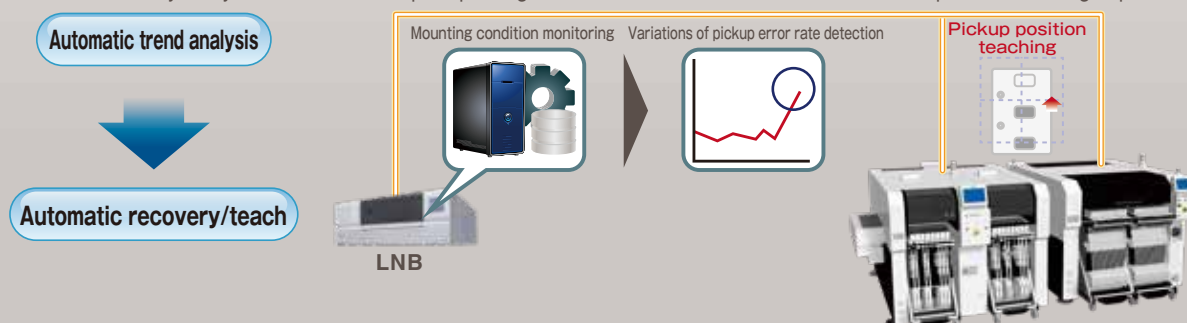 Automatic trend analysis
Mounting condition monitoring
Variations of pickup error rate detection
Pickup position
teaching
Automatic recovery/teach
LNB